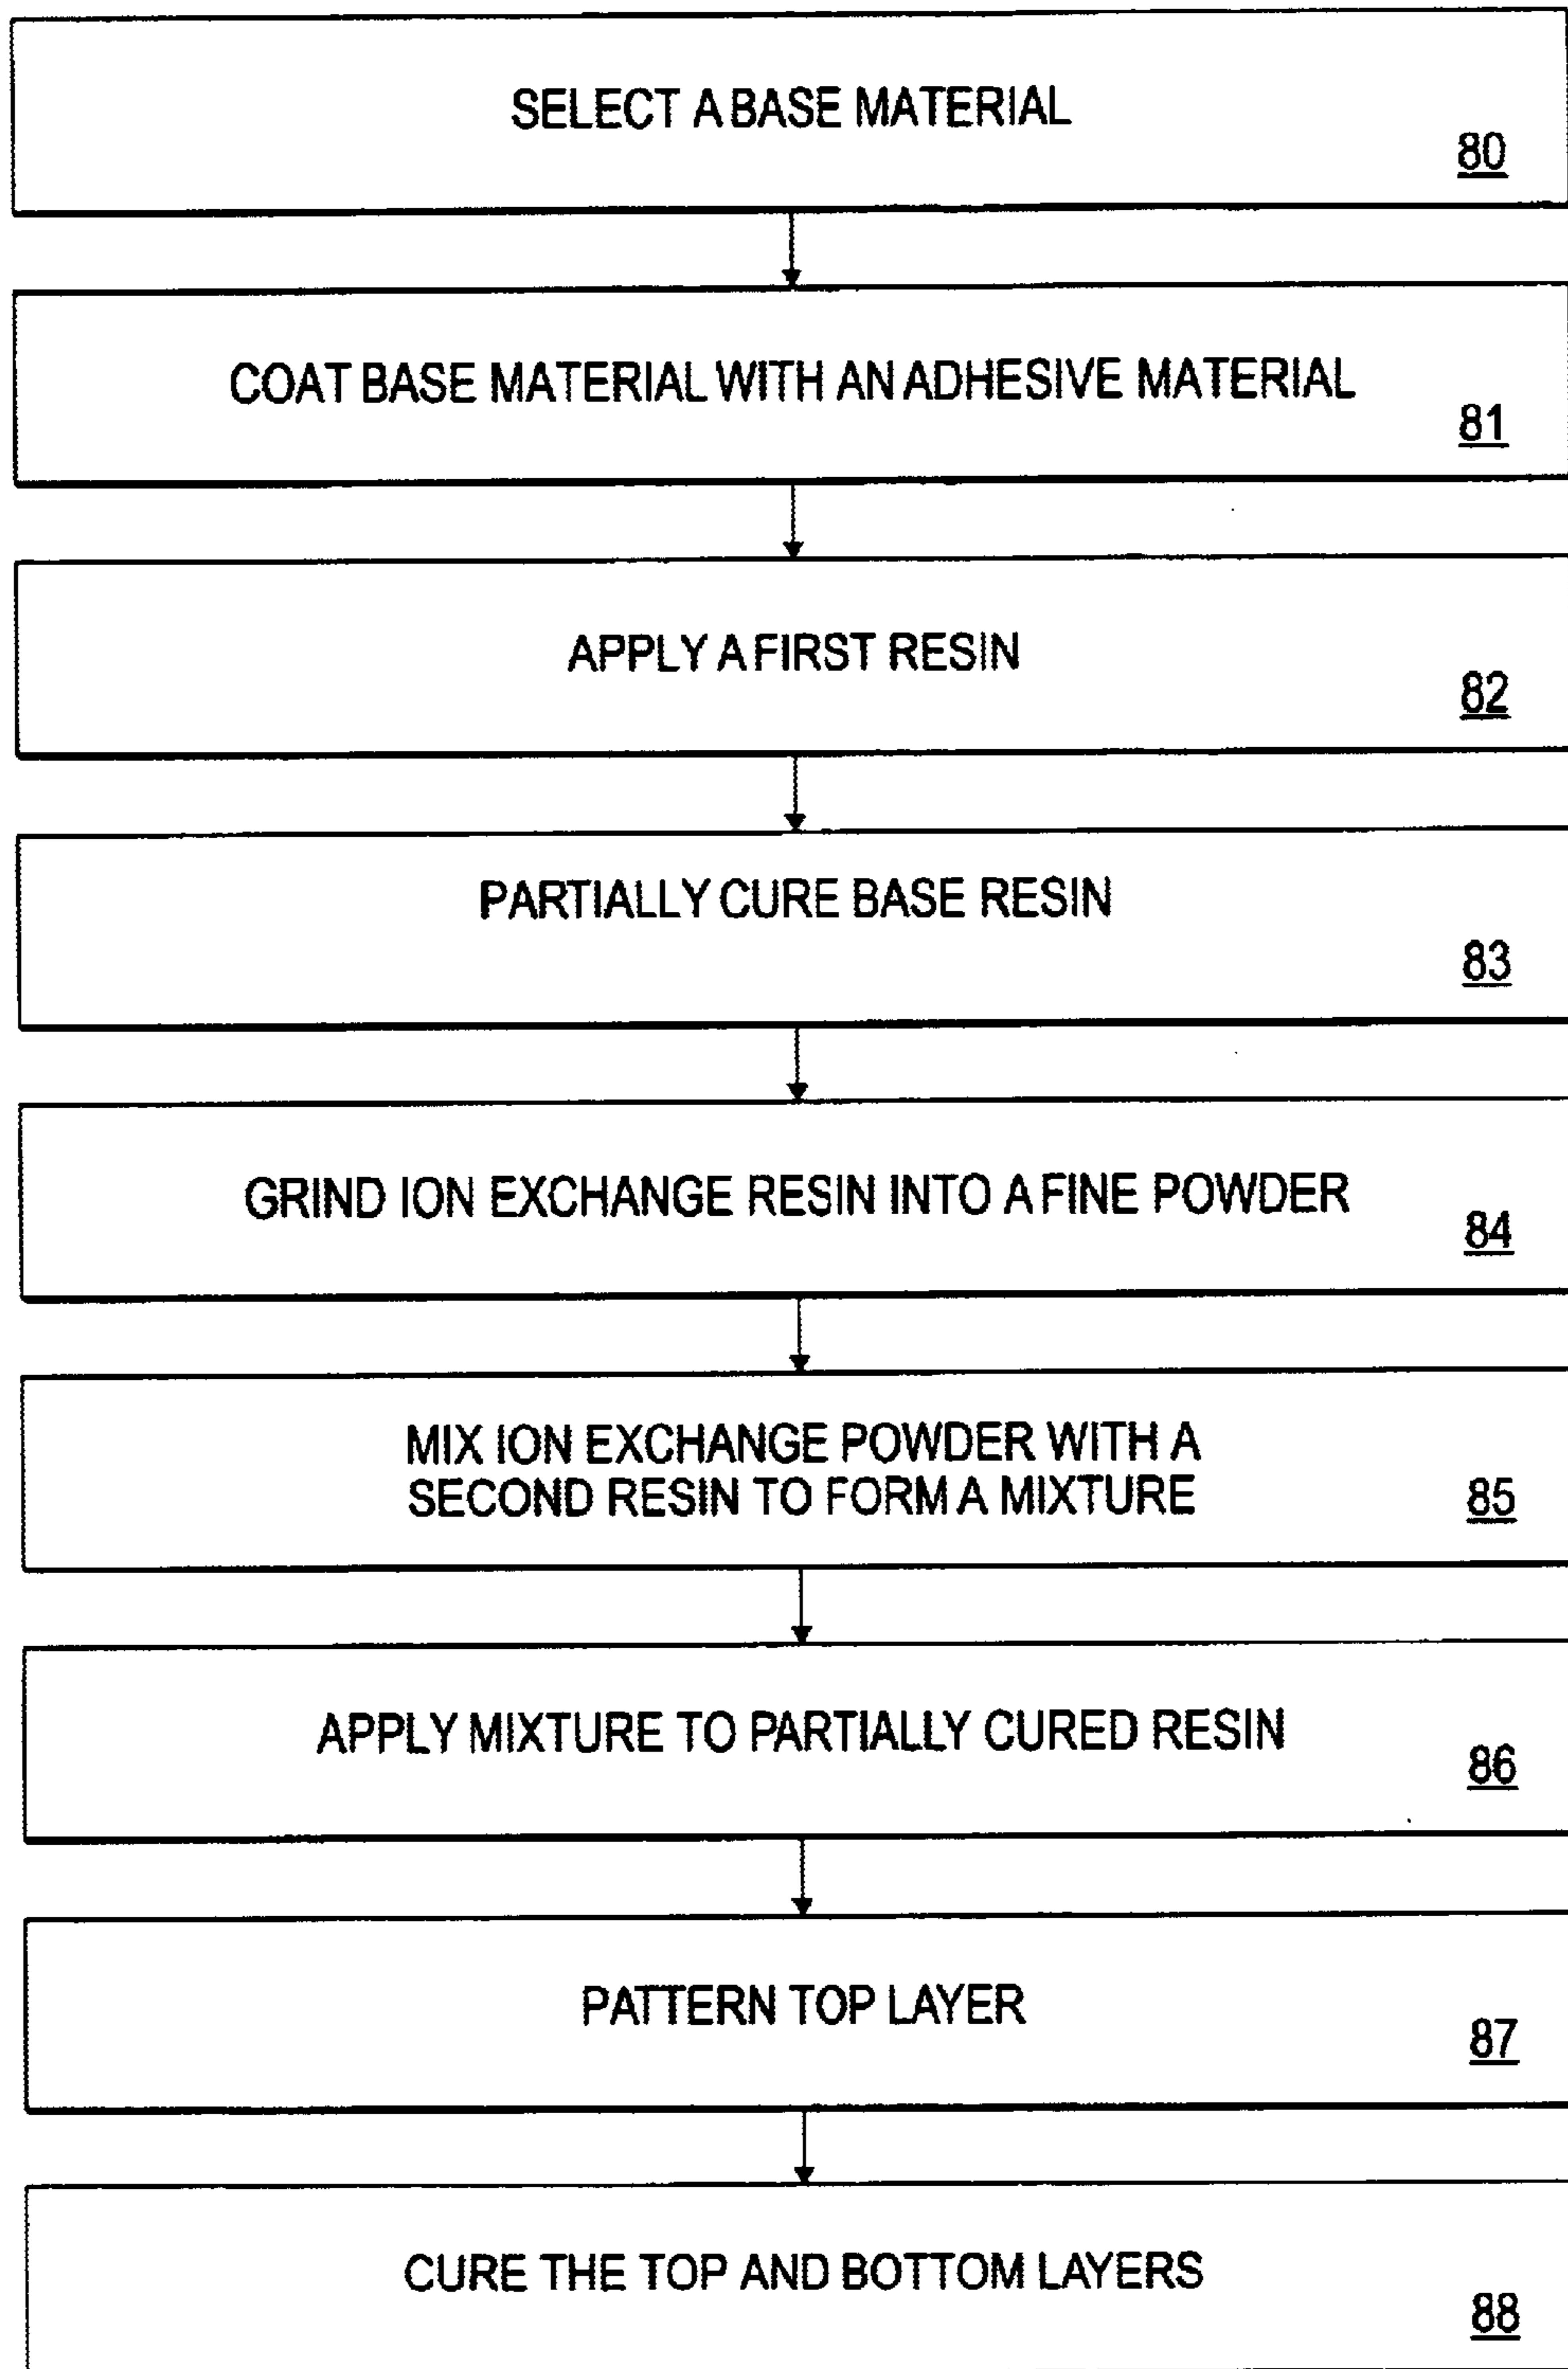 SELECT A BASE MATERIAL
80
COAT BASE MATERIAL WITH AN ADHESIVE MATERIAL
81
APPLY A FIRST RESIN
82
PARTIALLY CURE BASE RESIN
83
GRIND ION EXCHANGE RESIN INTO A FINE POWDER
84
MIX ION EXCHANGE POWDER WITH A
SECOND RESIN TO FORM A MIXTURE
85
APPLY MIXTURE TO PARTIALLY CURED RESIN
86
PATTERN TOP LAYER
87
CURE THE TOP AND BOTTOM LAYERS
88